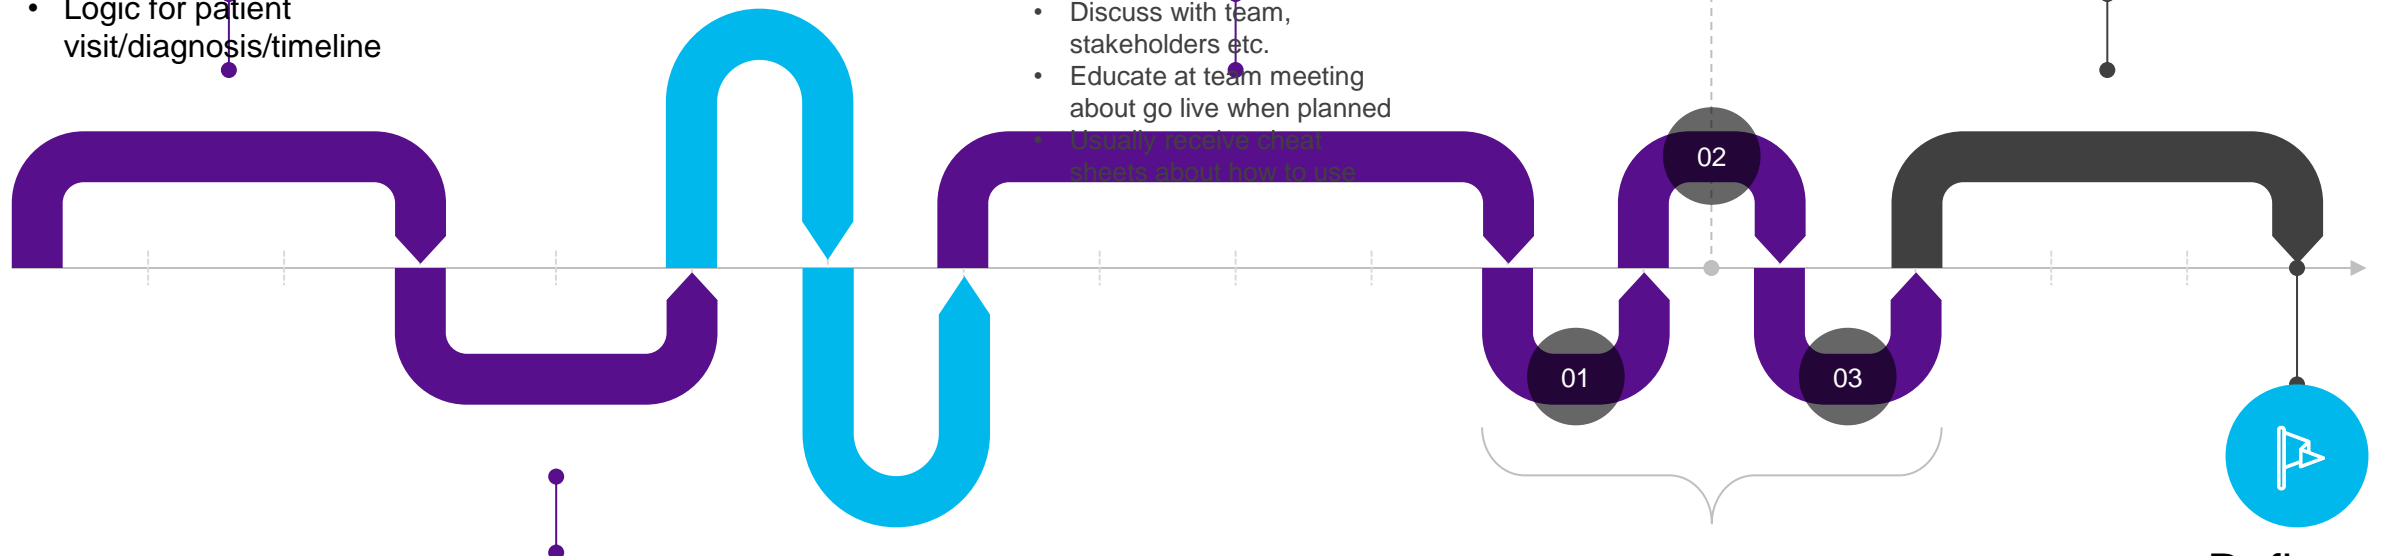 • Logic for patient
visit/diagnosis/timeline
• Discuss with team,
stakeholders etc.
• Educate at team meeting
about go live when planned
• Usually receive cheat
sheets about how to use
02
01
03